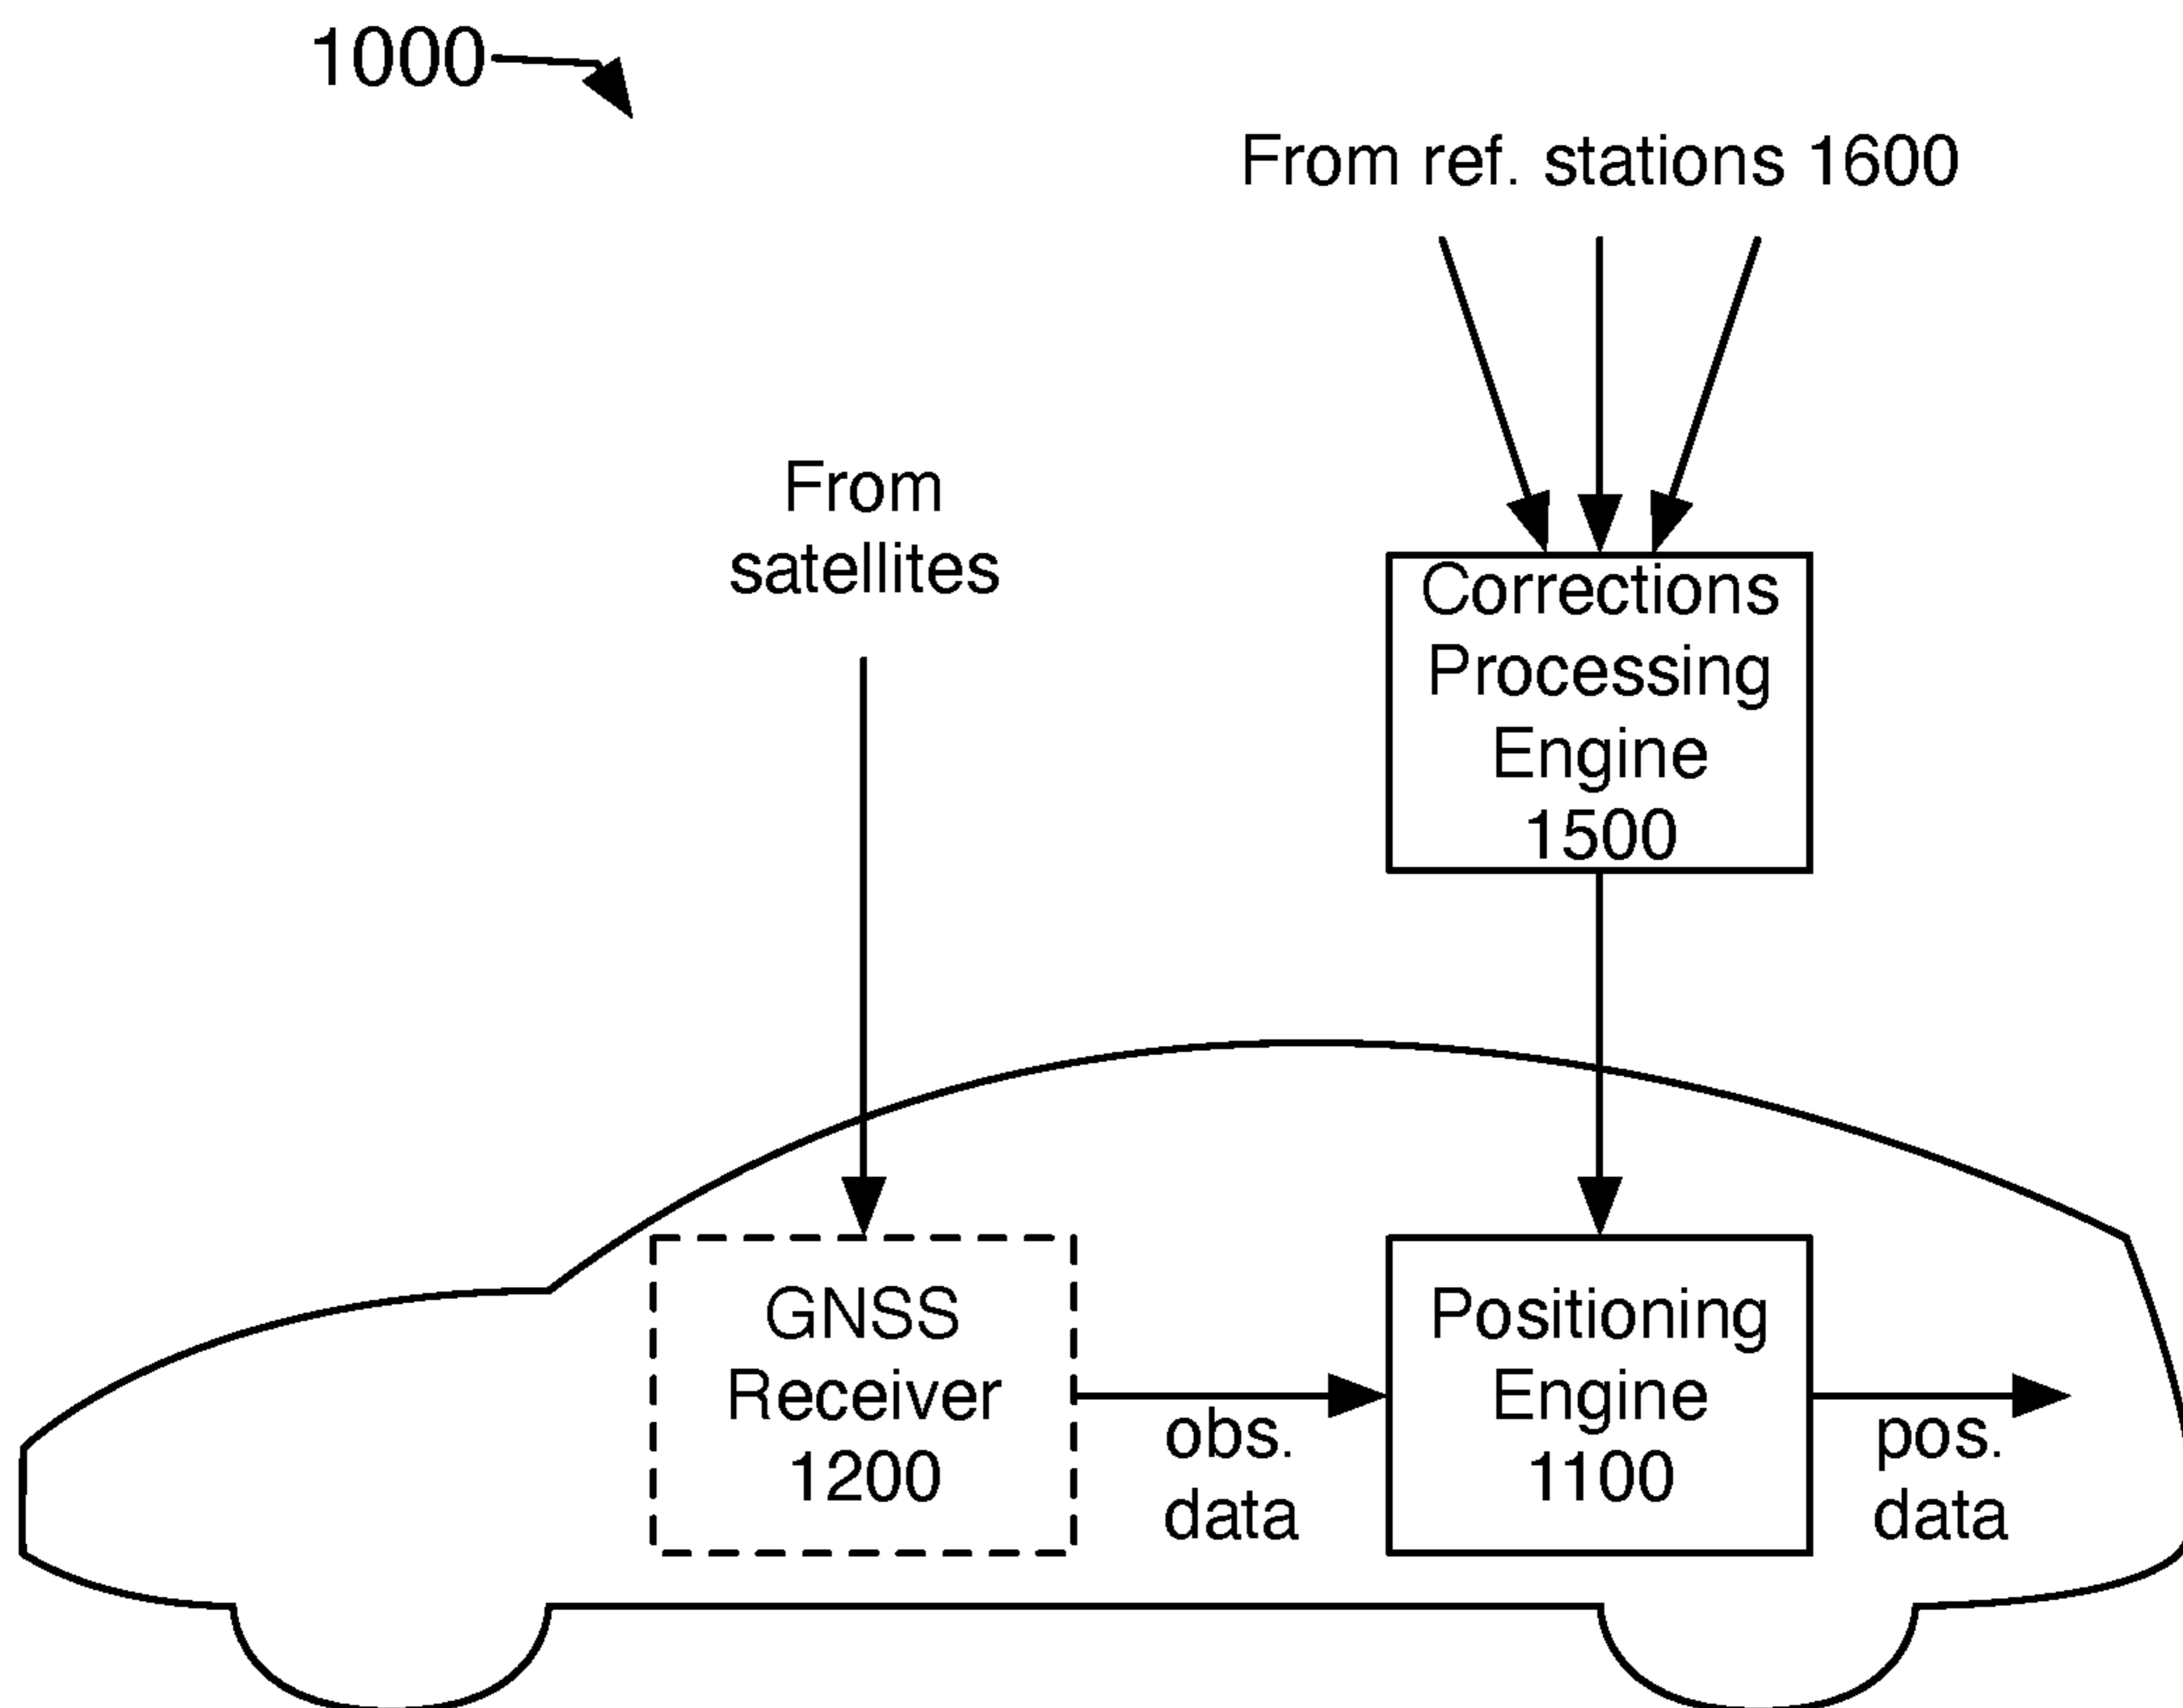 1000
From ref. stations 1600
From
satellites
Corrections
Processing
Engine
1500
GNSS
Receiver
1200
obs.
data
Positioning
Engine
1100
pos.
data